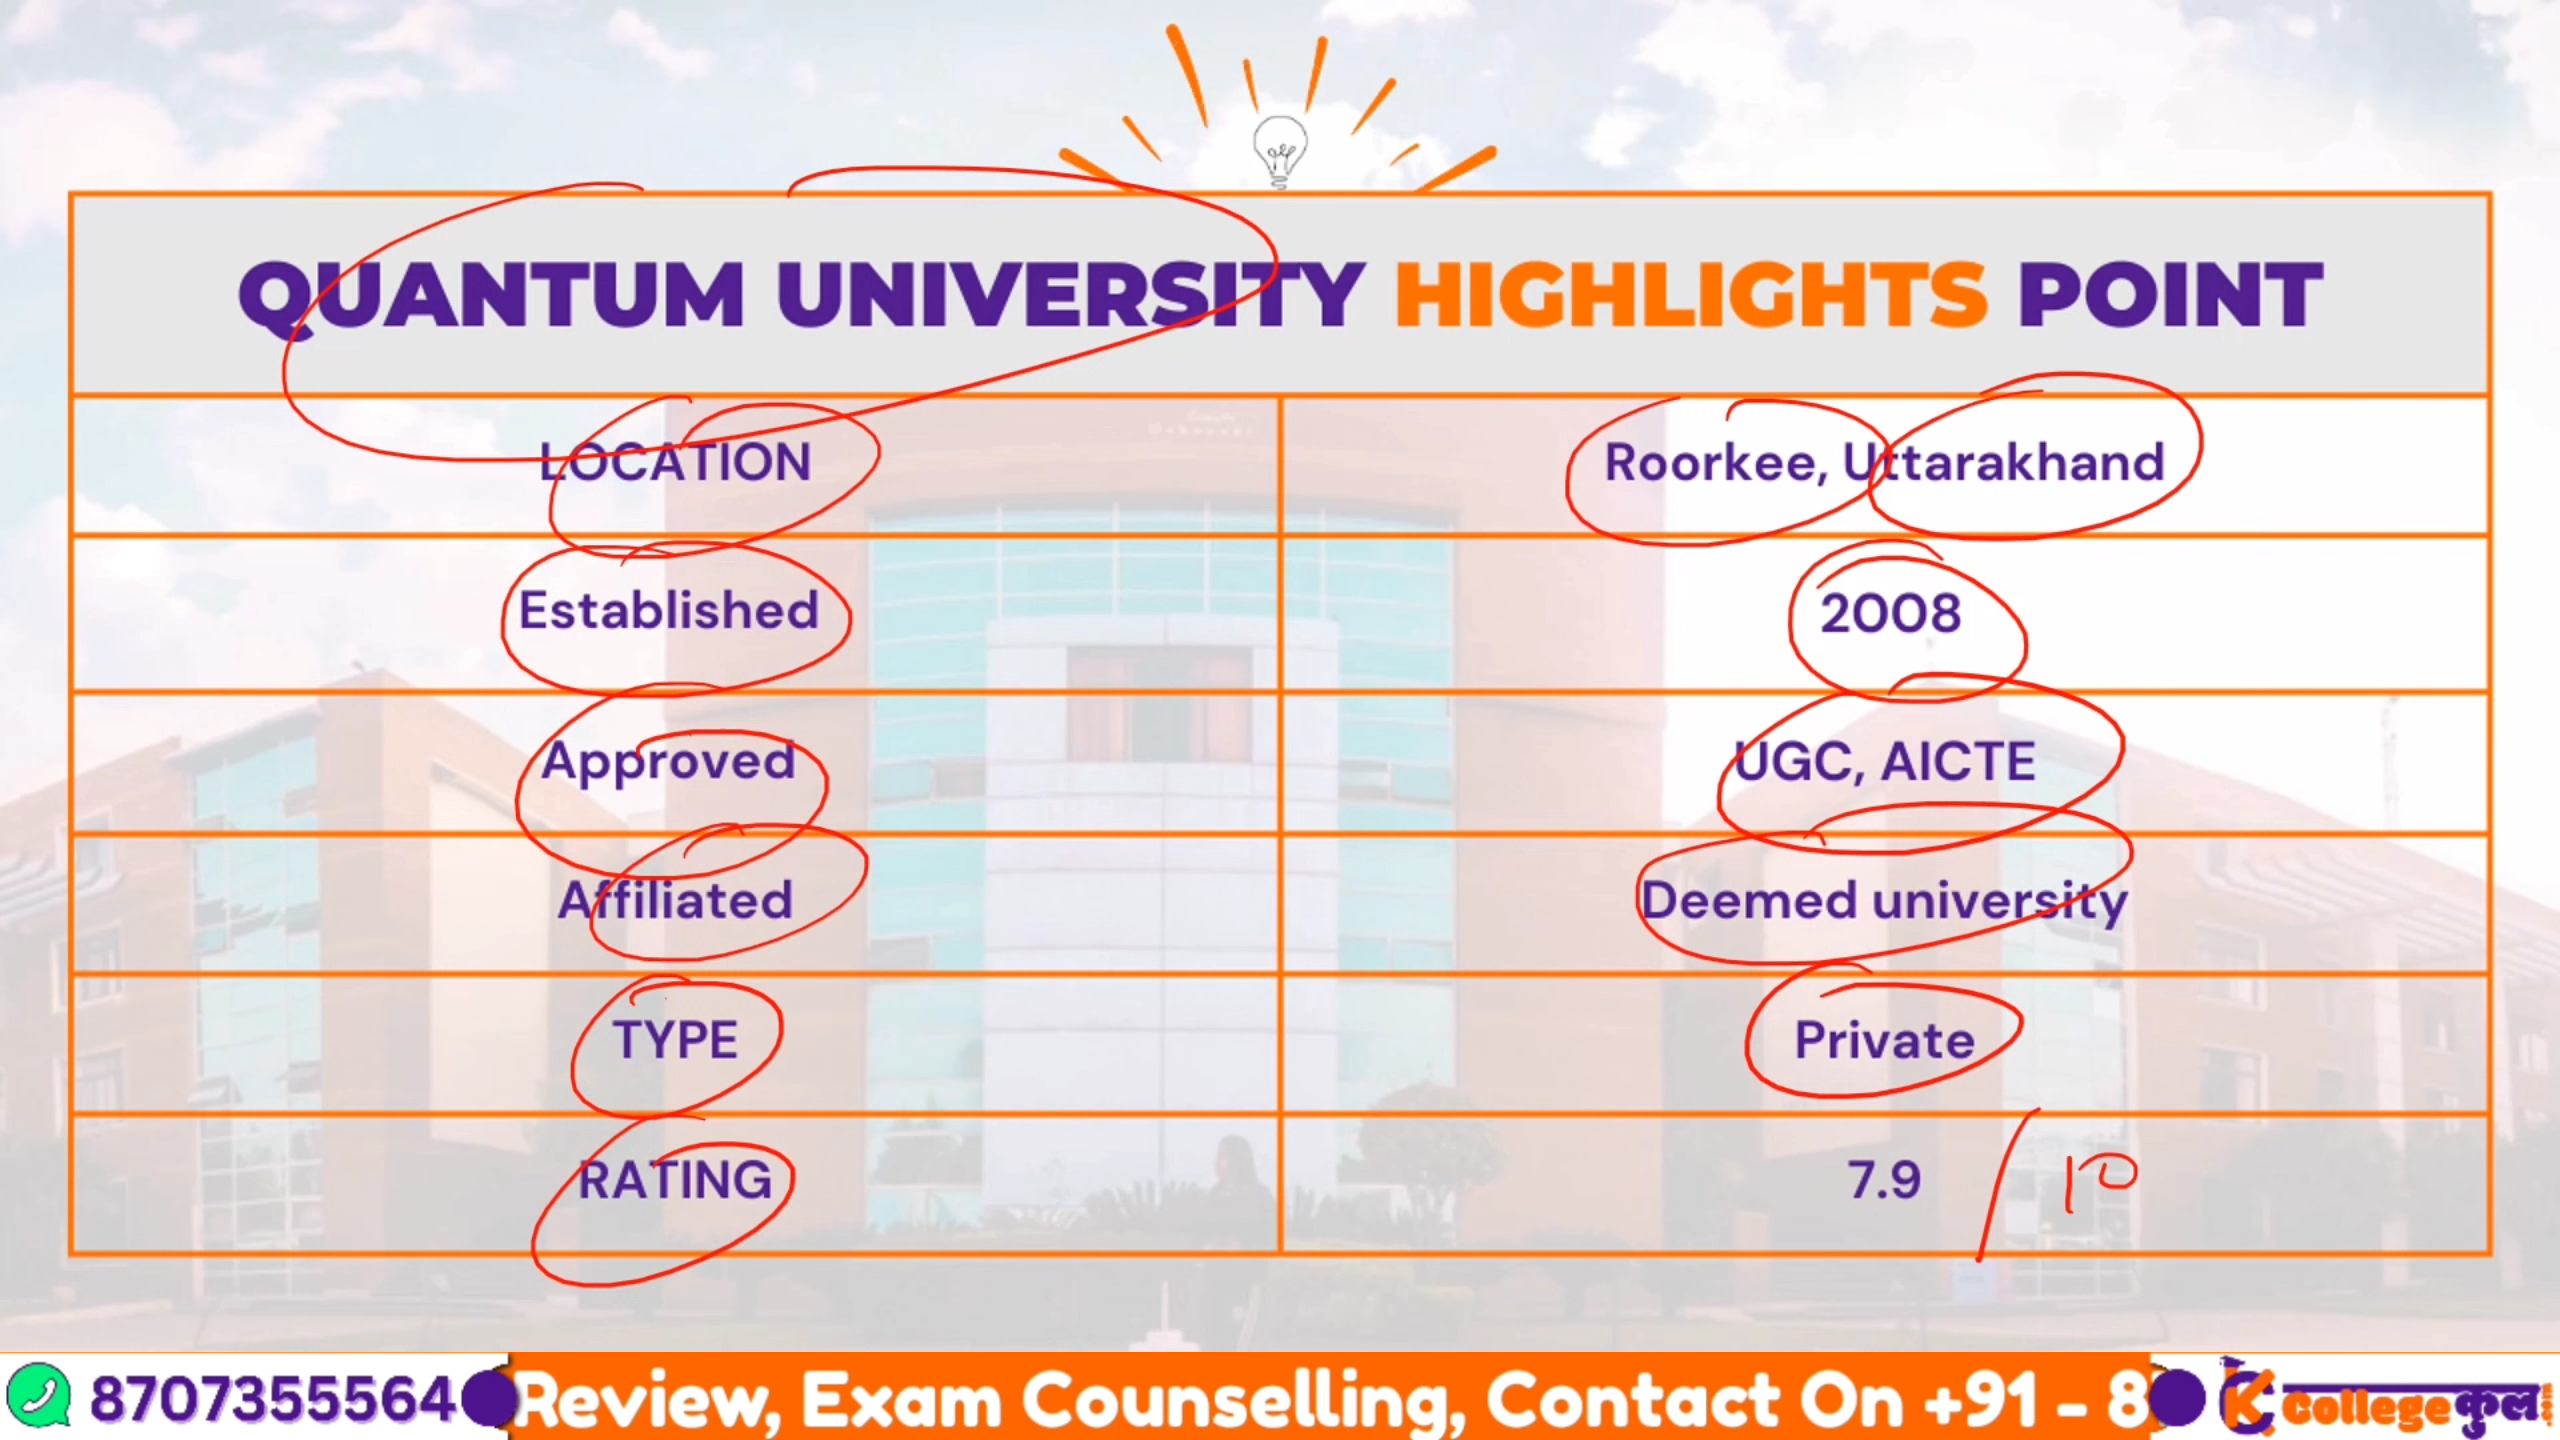 QUANTUM UNIVERSITY HIGHLIGHTS POINT
LOCATION Roorkee, Uttarakhand
Established 2008
Approved UGC, AICTE
Affiliated Deemed university
TYPE Private
RATING 7.9 / 10
8707355564 Review, Exam Counselling, Contact On +91 - 8 Collegeकुल